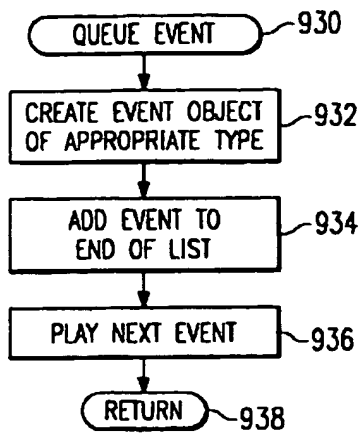 QUEUE EVENT 930
CREATE EVENT OBJECT
OF APPROPRIATE TYPE 932
ADD EVENT TO
END OF LIST 934
PLAY NEXT EVENT 936
RETURN 938